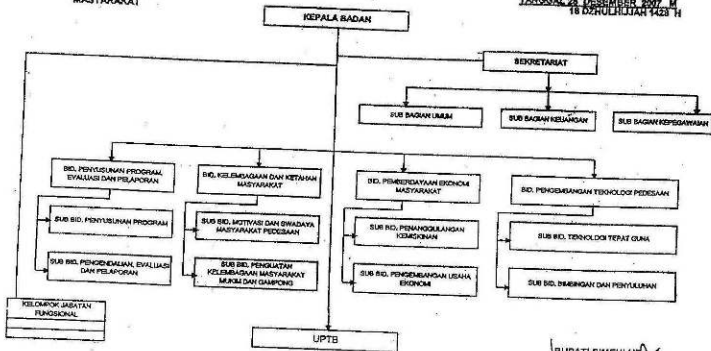 MASYARAKAT
TANGGAL 28 DESEMBER 2007 M
18 DZHULHIJJAH 1428 H
KEPALA BADAN
SEKRETARIAT
SUB BAGIAN UMUM
SUB BAGIAN KEUANGAN
SUB BAGIAN KEPEGAWAIAN
BID. PENYUSUNAN PROGRAM,
EVALUASI DAN PELAPORAN
BID. KELEMBAGAAN DAN KETAHAN
MASYARAKAT
BID. PEMBERDAYAAN EKONOMI
MASYARAKAT
BID. PENGEMBANGAN TEKNOLOGI PEDESAAN
SUB BID. PENYUSUNAN PROGRAM
SUB BID. MOTIVASI DAN SWADAYA
MASYARAKAT PEDESAAN
SUB BID. PENANGGULANGAN
KEMISKINAN
SUB BID. TEKNOLOGI TEPAT GUNA
SUB BID. PENGENDALIAN, EVALUASI
DAN PELAPORAN
SUB BID. PENGUATAN
KELEMBAGAAN MASYARAKAT
MUKIM DAN GAMPONG
SUB BID. PENGEMBANGAN USAHA
EKONOMI
SUB BID. BIMBINGAN DAN PENYULUHAN
KELOMPOK JABATAN
FUNGSIONAL
UPTB
BUPATI SIMEULUE